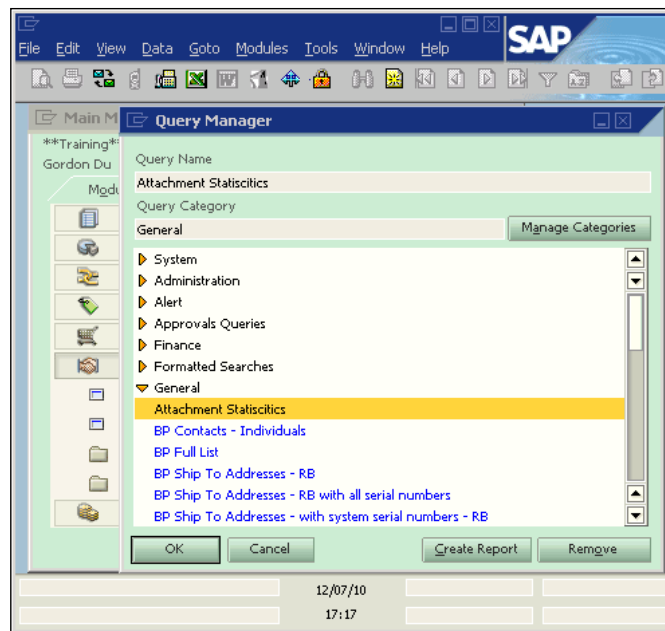 File Edit View Data Goto Modules Tools Window Help
SAP
Main M
Query Manager
**Training**
Gordon Du
Query Name
Attachment Statiscitics
Query Category
General
Manage Categories
System
Administration
Alert
Approvals Queries
Finance
Formatted Searches
General
Attachment Statiscitics
BP Contacts - Individuals
BP Full List
BP Ship To Addresses - RB
BP Ship To Addresses - RB with all serial numbers
BP Ship To Addresses - with system serial numbers - RB
OK Cancel Create Report Remove
12/07/10
17:17